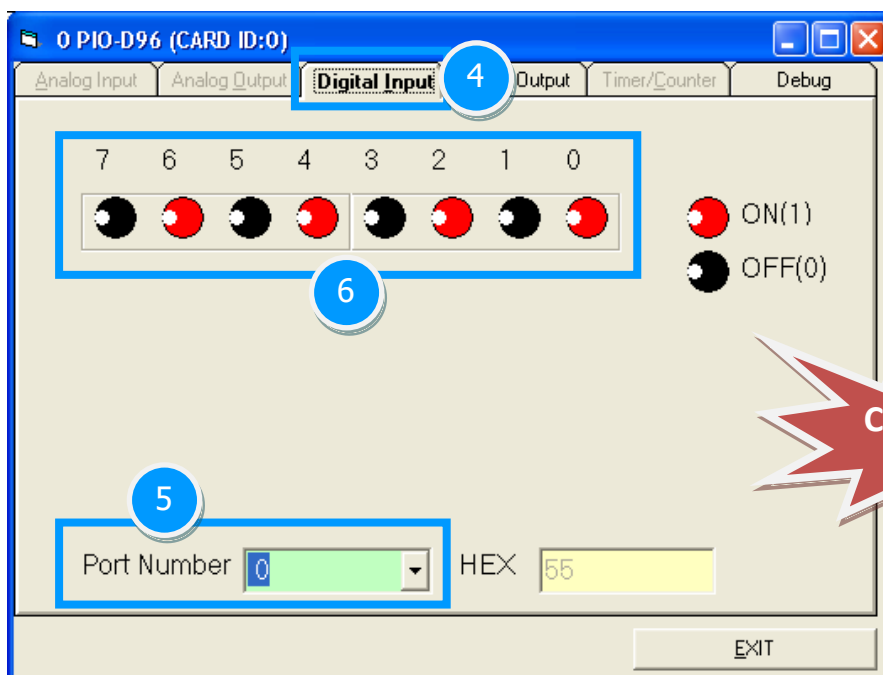 0 PIO-D96 (CARD ID:0)
Analog Input Analog Output Digital Input 4 Output Timer/Counter Debug
7 6 5 4 3 2 1 0
ON(1)
OFF(0)
6
C
5
Port Number 0 HEX 55
EXIT